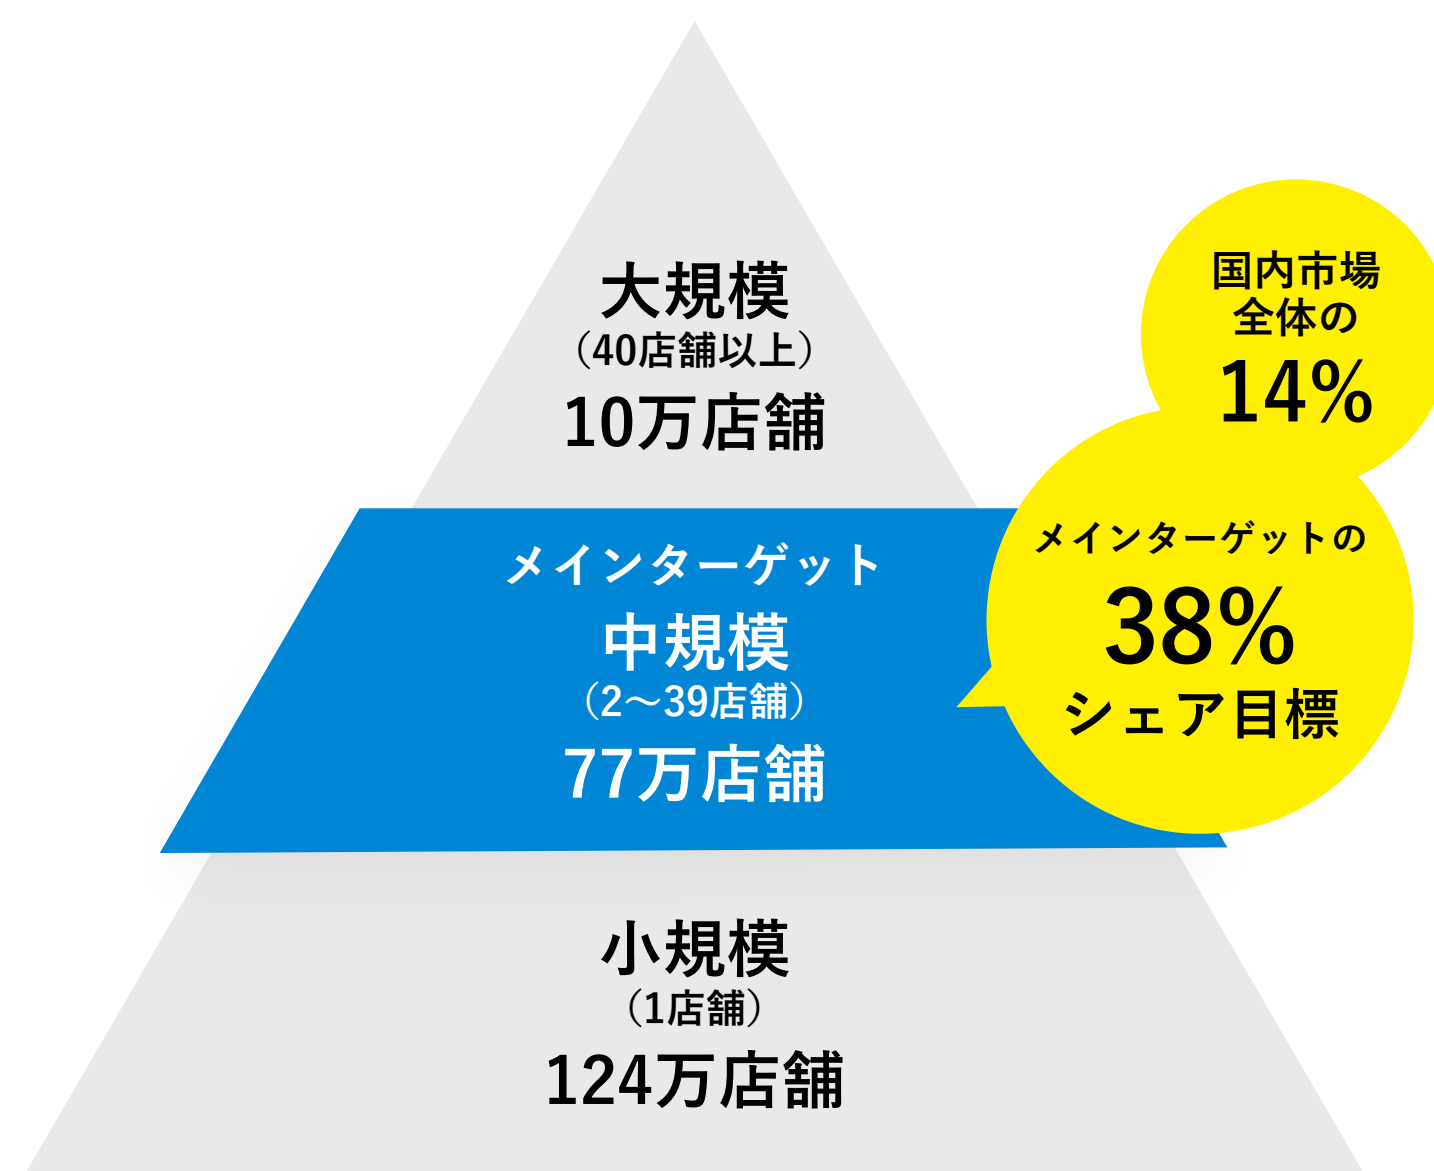 大規模
（40店舗以上）
10万店舗
メインターゲット
中規模
（2〜39店舗）
77万店舗
小規模
（1店舗）
124万店舗
国内市場
全体の
14%
メインターゲットの
38%
シェア目標